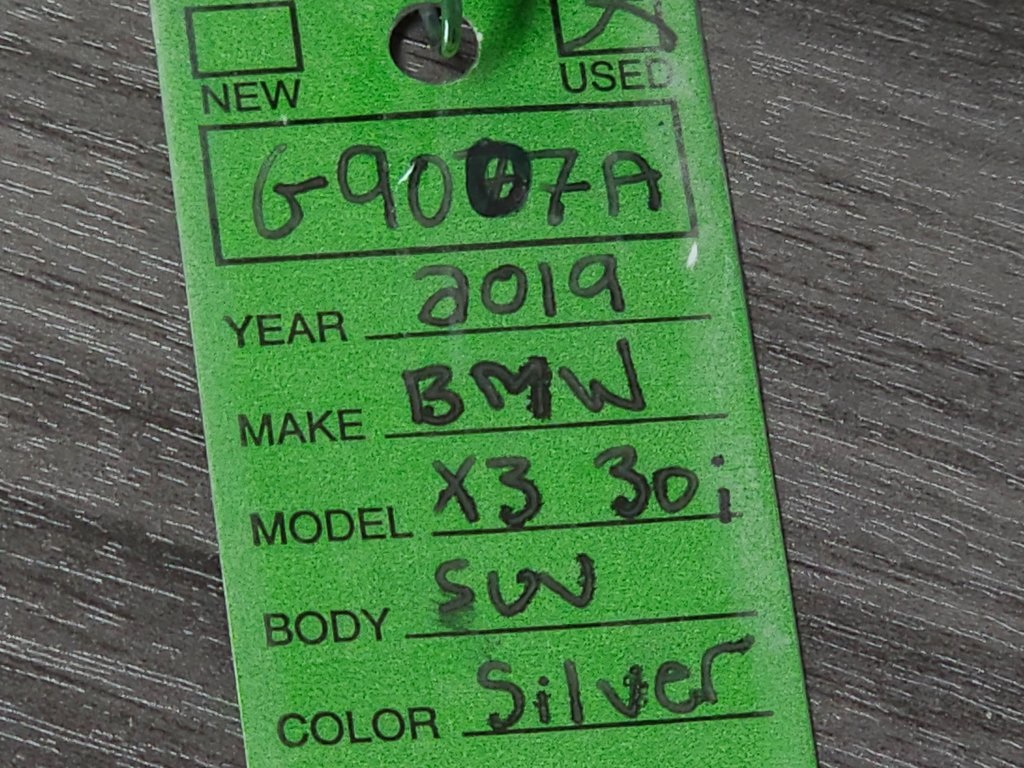 NEW USED
G9007A
YEAR 2019
MAKE BMW
MODEL X3 30i
BODY SUV
COLOR Silver